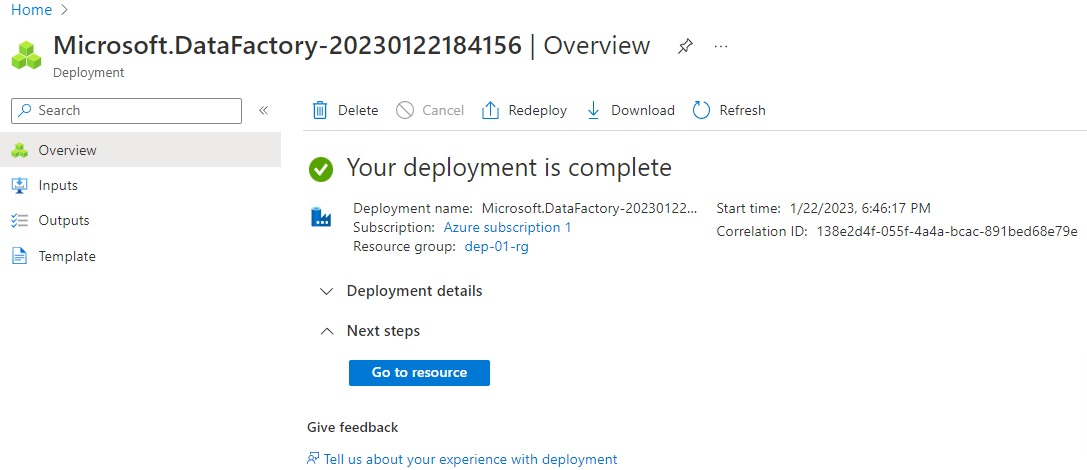 Home
Microsoft.DataFactory-20230122184156 | Overview
Deployment
Search
Delete
Cancel
Redeploy
Download
Refresh
Overview
Inputs
Outputs
Template
Your deployment is complete
Deployment name: Microsoft.DataFactory-20230122...
Subscription: Azure subscription 1
Resource group: dep-01-rg
Start time: 1/22/2023, 6:46:17 PM
Correlation ID: 138e2d4f-055f-4a4a-bcac-891bed68e79e
Deployment details
Next steps
Go to resource
Give feedback
Tell us about your experience with deployment